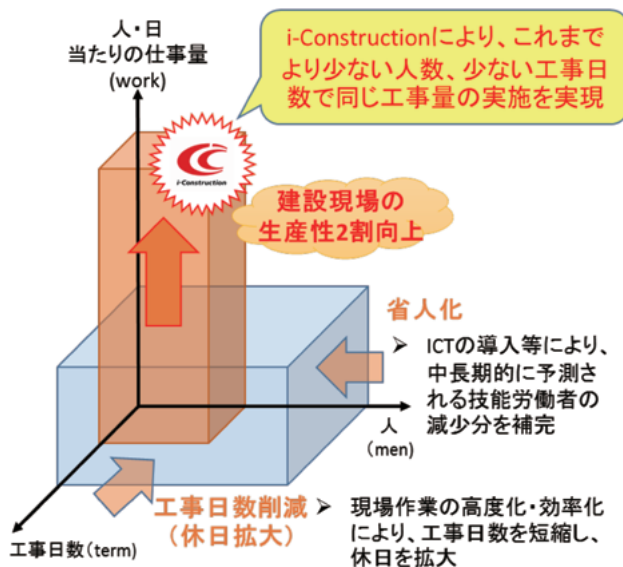 人・日
当たりの仕事量
(work)
i-Constructionにより、これまで
より少ない人数、少ない工事日
数で同じ工事量の実施を実現
i-Construction
建設現場の
生産性2割向上
省人化
➢ ICTの導入等により、
中長期的に予測さ
れる技能労働者の
減少分を補完
人
(men)
工事日数削減
(休日拡大)
➢ 現場作業の高度化・効率化
により、工事日数を短縮し、
休日を拡大
工事日数(term)